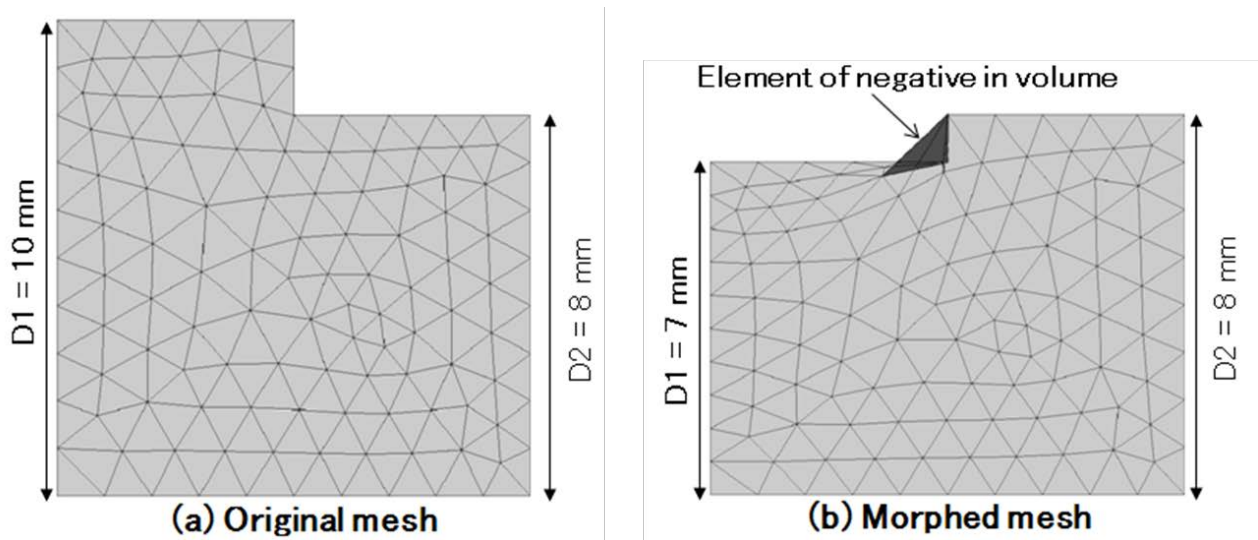 D1 = 10 mm
D2 = 8 mm
(a) Original mesh
Element of negative in volume
D1 = 7 mm
D2 = 8 mm
(b) Morphed mesh